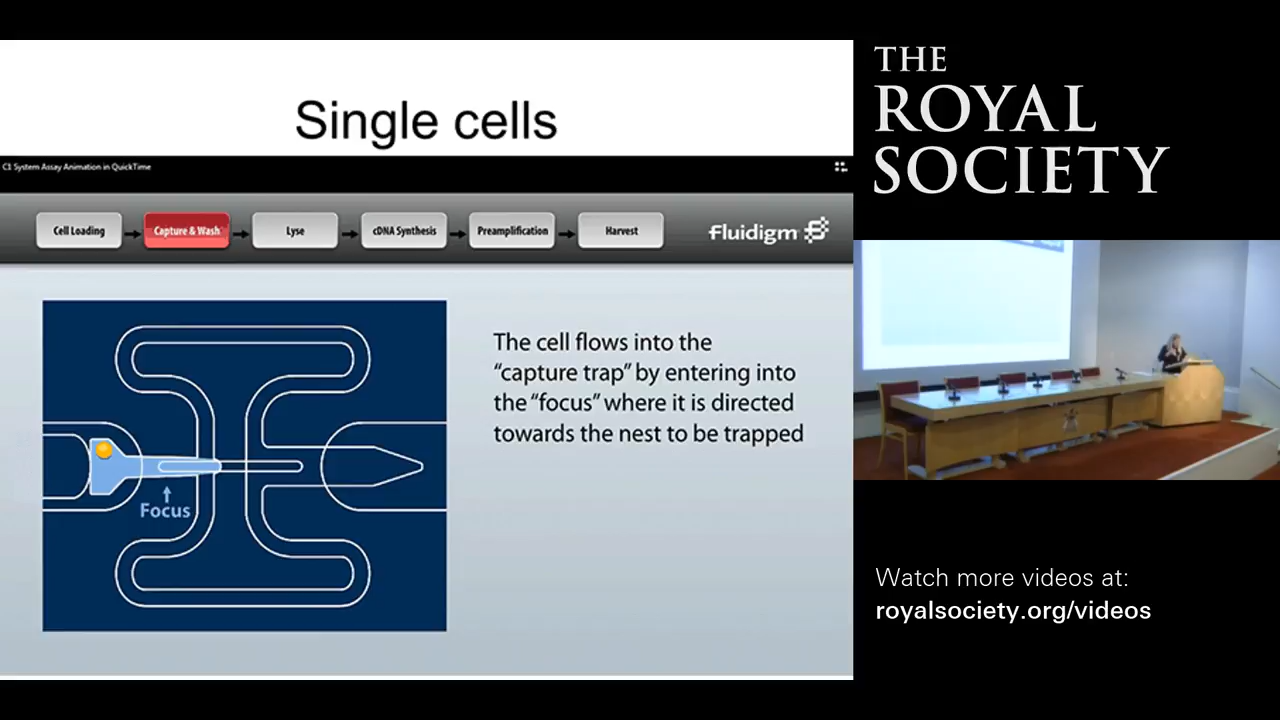 Single cells
C1 System Assay Animation in QuickTime
Cell Loading
Capture & Wash
Lyse
cDNA Synthesis
Preamplification
Harvest
fluidigm
The cell flows into the
“capture trap” by entering into
the “focus” where it is directed
towards the nest to be trapped
Focus
THE
ROYAL
SOCIETY
Watch more videos at:
royalsociety.org/videos